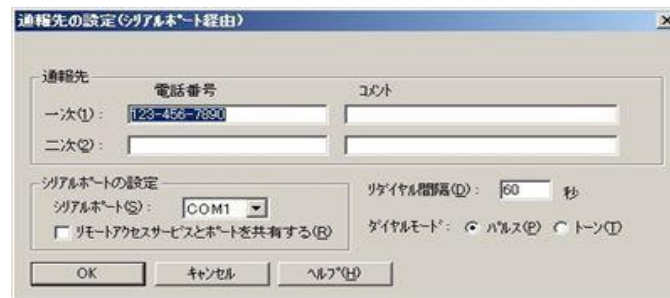 通報先の設定(ｼﾘｱﾙﾎﾟｰﾄ経由)
通報先
電話番号 ｺﾒﾝﾄ
一次(1): 123-456-7890
二次(2):
ｼﾘｱﾙﾎﾟｰﾄの設定
ｼﾘｱﾙﾎﾟｰﾄ(S): COM1
リモートアクセスサービスとポートを共有する(R)
ﾘﾀﾞｲﾔﾙ間隔(D): 60 秒
ﾀﾞｲﾔﾙﾓｰﾄﾞ: ﾊﾟﾙｽ(P) ﾄｰﾝ(T)
OK ｷｬﾝｾﾙ ﾍﾙﾌﾟ(H)